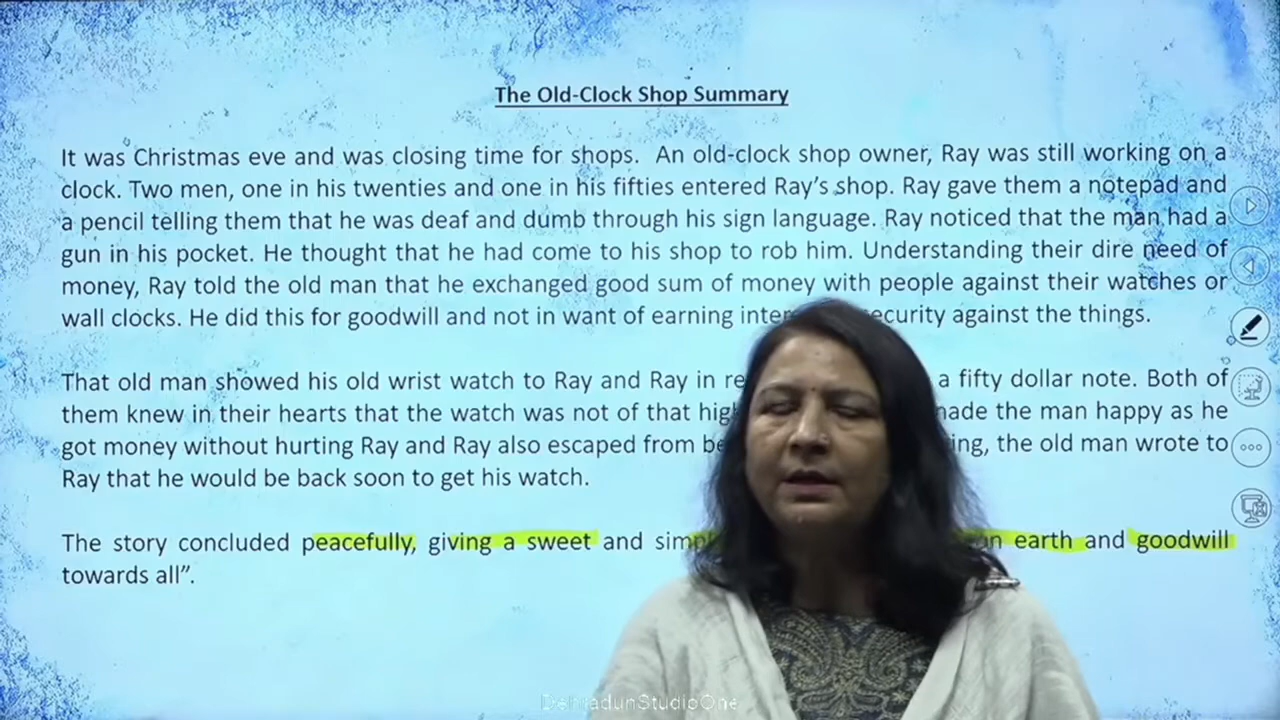 The Old-Clock Shop Summary
It was Christmas eve and was closing time for shops. An old-clock shop owner, Ray was still working on a
clock. Two men, one in his twenties and one in his fifties entered Ray's shop. Ray gave them a notepad and
a pencil telling them that he was deaf and dumb through his sign language. Ray noticed that the man had a
gun in his pocket. He thought that he had come to his shop to rob him. Understanding their dire need of
money, Ray told the old man that he exchanged good sum of money with people against their watches or
wall clocks. He did this for goodwill and not in want of earning against the things.
That old man showed his old wrist watch to Ray and Ray in a fifty dollar note. Both of
them knew in their hearts that the watch was not of that the man happy as he
got money without hurting Ray and Ray also escaped from the old man wrote to
Ray that he would be back soon to get his watch.
The story concluded peacefully, giving a sweet and earth and goodwill
towards all”.
DehradunStudioOne